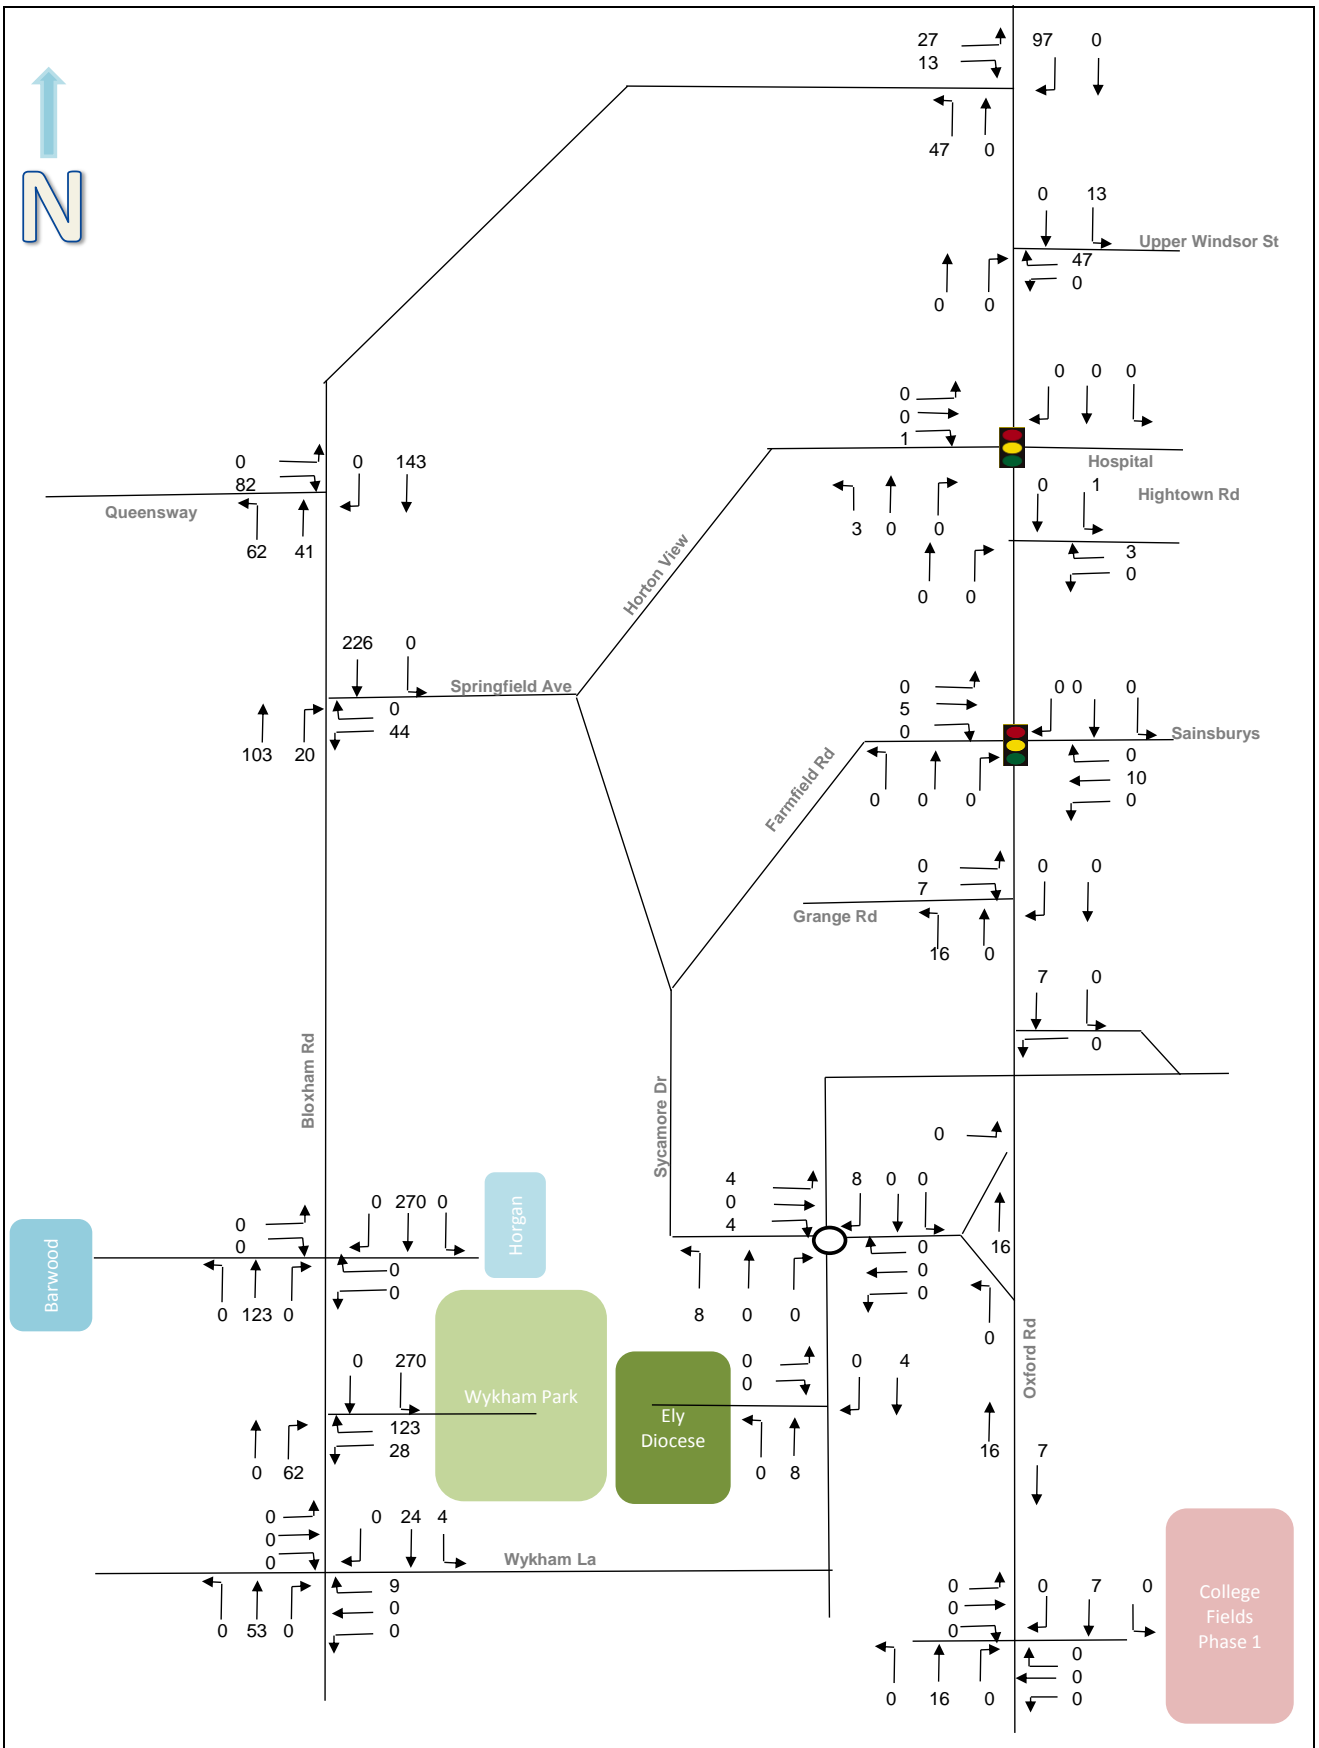 27 97 0
13
47 0
N
0 13
Upper Windsor St
47
0
0 0
0 0 0
0
0
1
Hospital
0 143
0
82
Queensway
62 41
0 1
Hightown Rd
3 0 0
3
0
0 0
Horton View
226 0
Springfield Ave
0
44
103 20
0
5
0
0 0 0
Sainsburys
0
10
0
0 0 0
Farmfield Rd
0
7
0 0
Grange Rd
16 0
7 0
0
Bloxham Rd
Sycamore Dr
0
4
0
4
8 0 0
16
0
0
0
8 0 0
0
Oxford Rd
Barwood
Horgan
0
0
0 270 0
0
0
0 123 0
0 270
Wykham Park
123
28
0 62
Ely
Diocese
0
0
0 4
0 8
16 7
0
0
0
0 24 4
Wykham La
9
0
0
0 53 0
0
0
0
0 7 0
0
0
0
0 16 0
College
Fields
Phase 1